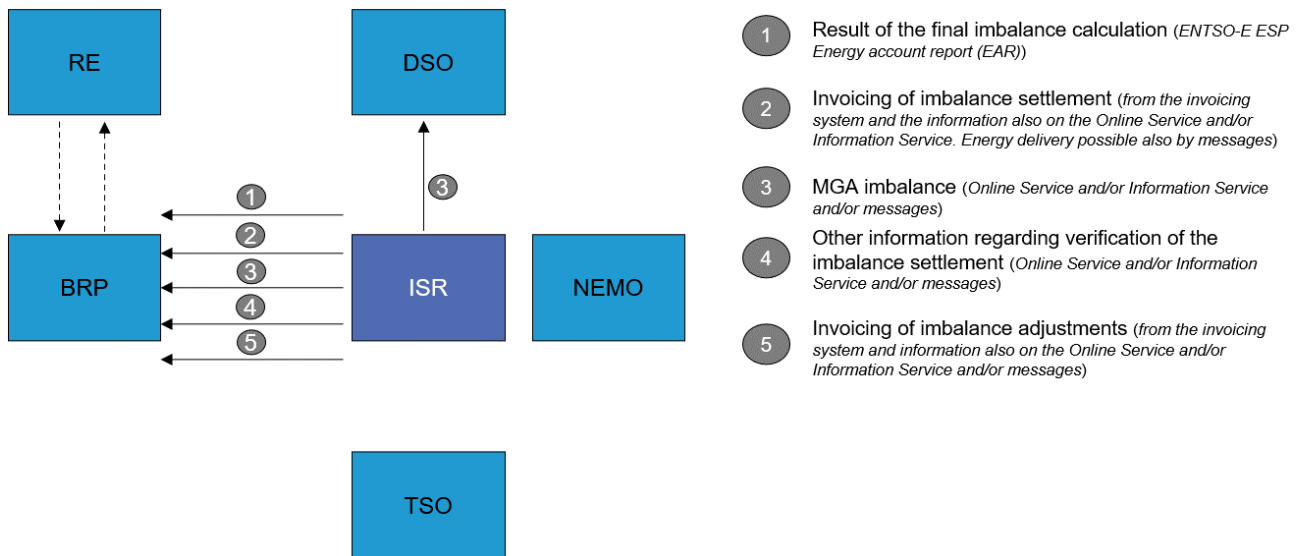 RE
DSO
3
1
2
3
4
5
BRP
ISR
NEMO
TSO
1
Result of the final imbalance calculation (ENTSO-E ESP
Energy account report (EAR))
2
Invoicing of imbalance settlement (from the invoicing
system and the information also on the Online Service and/or
Information Service. Energy delivery possible also by messages)
3
MGA imbalance (Online Service and/or Information Service
and/or messages)
4
Other information regarding verification of the
imbalance settlement (Online Service and/or Information
Service and/or messages)
5
Invoicing of imbalance adjustments (from the invoicing
system and information also on the Online Service and/or
Information Service and/or messages)